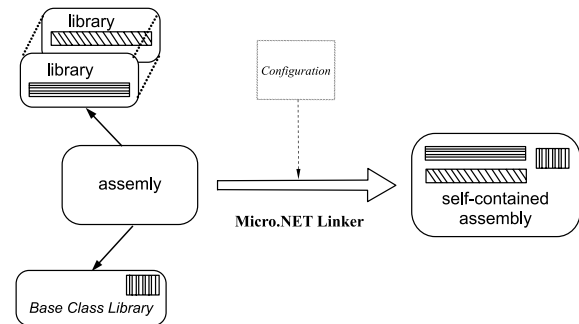 library
library
Configuration
assemly
self-contained
assembly
Micro.NET Linker
Base Class Library